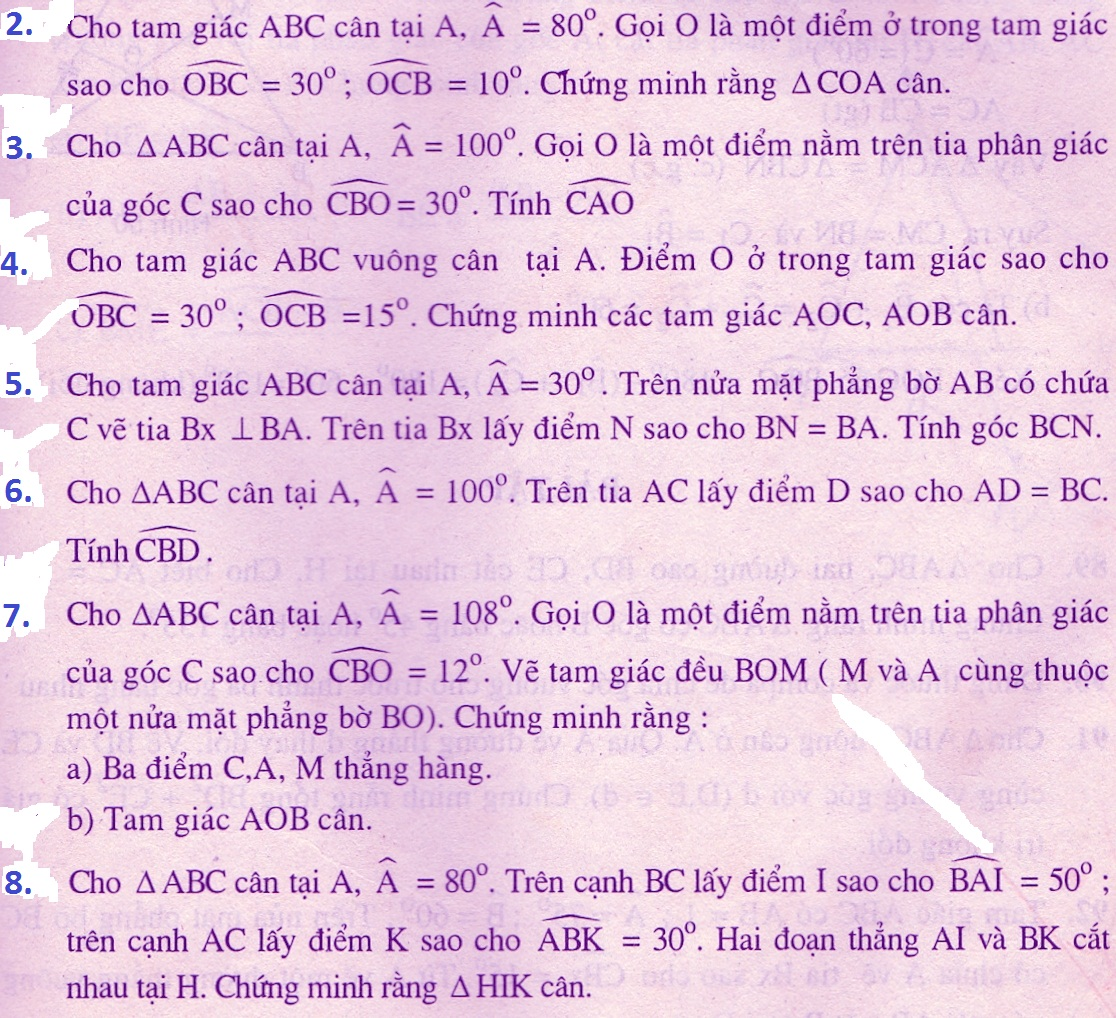 2. Cho tam giác ABC cân tại A, Â = 80°. Gọi O là một điểm ở trong tam giác
sao cho OBC = 30° ; OCB = 10° . Chứng minh rằng Δ COA cân.
3. Cho Δ ABC cân tại A, Â = 100°. Gọi O là một điểm nằm trên tia phân giác
của góc C sao cho CBO = 30°. Tính CAO
4. Cho tam giác ABC vuông cân tại A. Điểm O ở trong tam giác sao cho
OBC = 30° ; OCB =15°. Chứng minh các tam giác AOC, AOB cân.
5. Cho tam giác ABC cân tại A, Â = 30°. Trên nửa mặt phẳng bờ AB có chứa
C vẽ tia Bx ⊥ BA. Trên tia Bx lấy điểm N sao cho BN = BA. Tính góc BCN.
6. Cho ΔABC cân tại A, Â = 100°. Trên tia AC lấy điểm D sao cho AD = BC.
Tính CBD .
7. Cho ΔABC cân tại A, Â = 108°. Gọi O là một điểm nằm trên tia phân giác
của góc C sao cho CBO = 12°. Vẽ tam giác đều BOM ( M và A cùng thuộc
một nửa mặt phẳng bờ BO). Chứng minh rằng :
a) Ba điểm C,A, M thẳng hàng.
b) Tam giác AOB cân.
8. Cho Δ ABC cân tại A, Â = 80°. Trên cạnh BC lấy điểm I sao cho BAI = 50° ;
trên cạnh AC lấy điểm K sao cho ABK = 30°. Hai đoạn thẳng AI và BK cắt
nhau tại H. Chứng minh rằng Δ HIK cân.